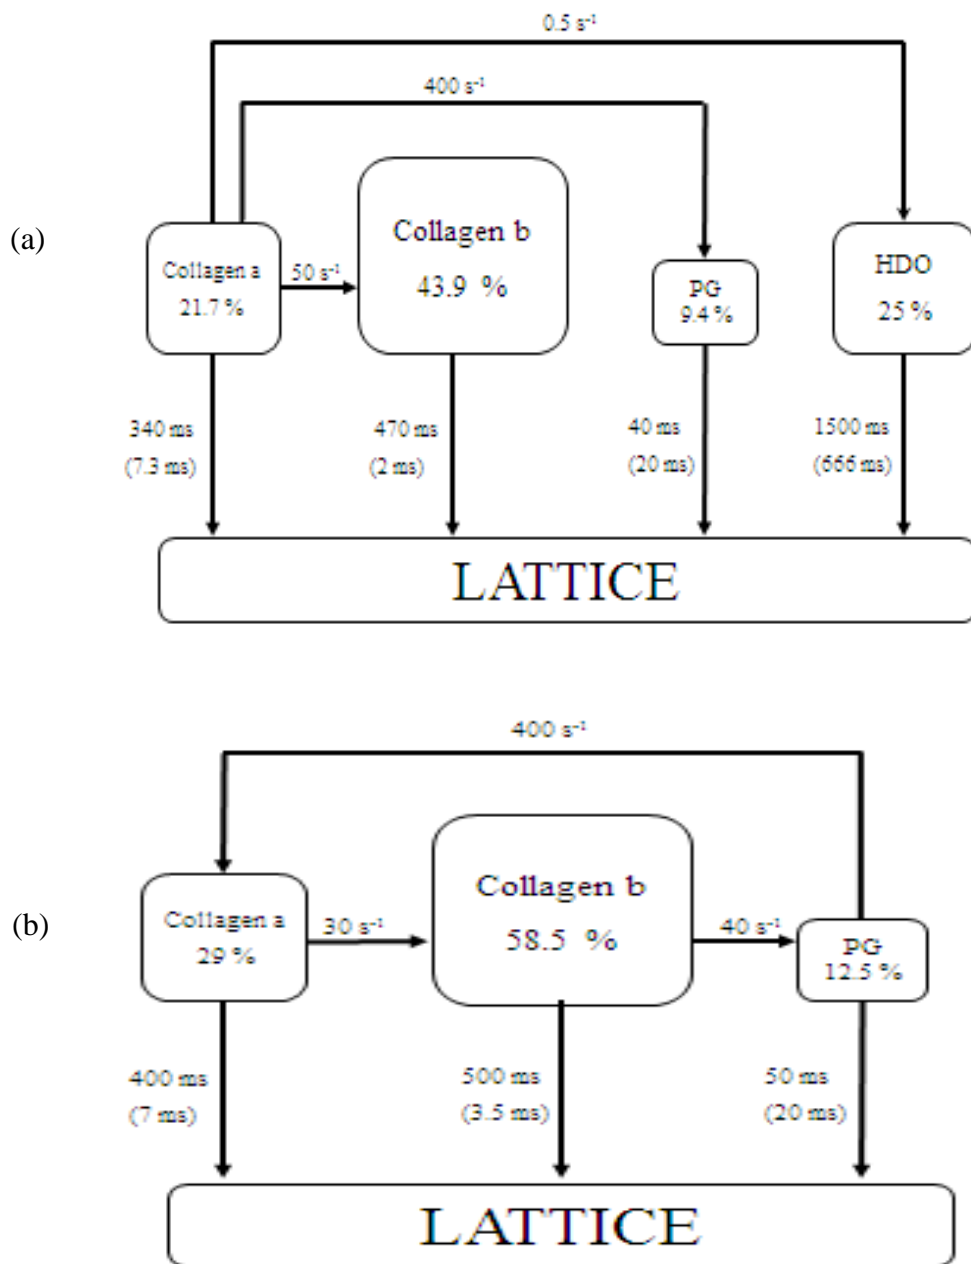 0.5 s⁻¹
400 s⁻¹
(a)
Collagen a
21.7 %
50 s⁻¹
Collagen b
43.9 %
PG
9.4 %
HDO
25 %
340 ms
(7.3 ms)
470 ms
(2 ms)
40 ms
(20 ms)
1500 ms
(666 ms)
LATTICE
400 s⁻¹
(b)
Collagen a
29 %
30 s⁻¹
Collagen b
58.5 %
40 s⁻¹
PG
12.5 %
400 ms
(7 ms)
500 ms
(3.5 ms)
50 ms
(20 ms)
LATTICE